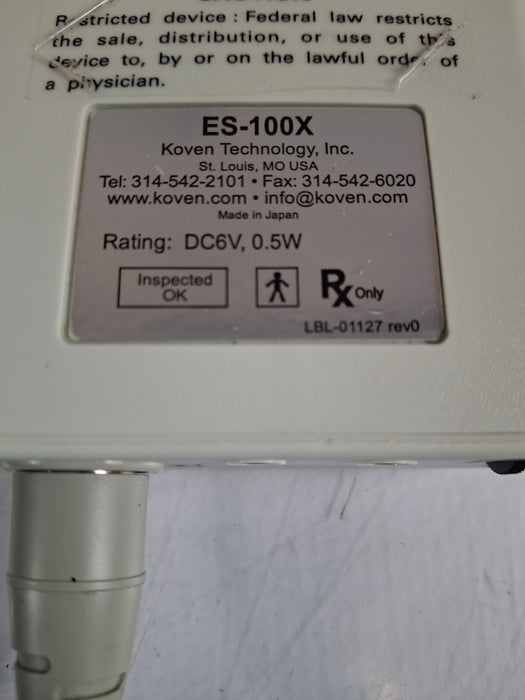 Restricted device : Federal law restricts
the sale, distribution, or use of this
device to, by or on the lawful order of
a physician.
ES-100X
Koven Technology, Inc.
St. Louis, MO USA
Tel: 314-542-2101 • Fax: 314-542-6020
www.koven.com • info@koven.com
Made in Japan
Rating: DC6V, 0.5W
Inspected
OK
Rx Only
LBL-01127 rev0